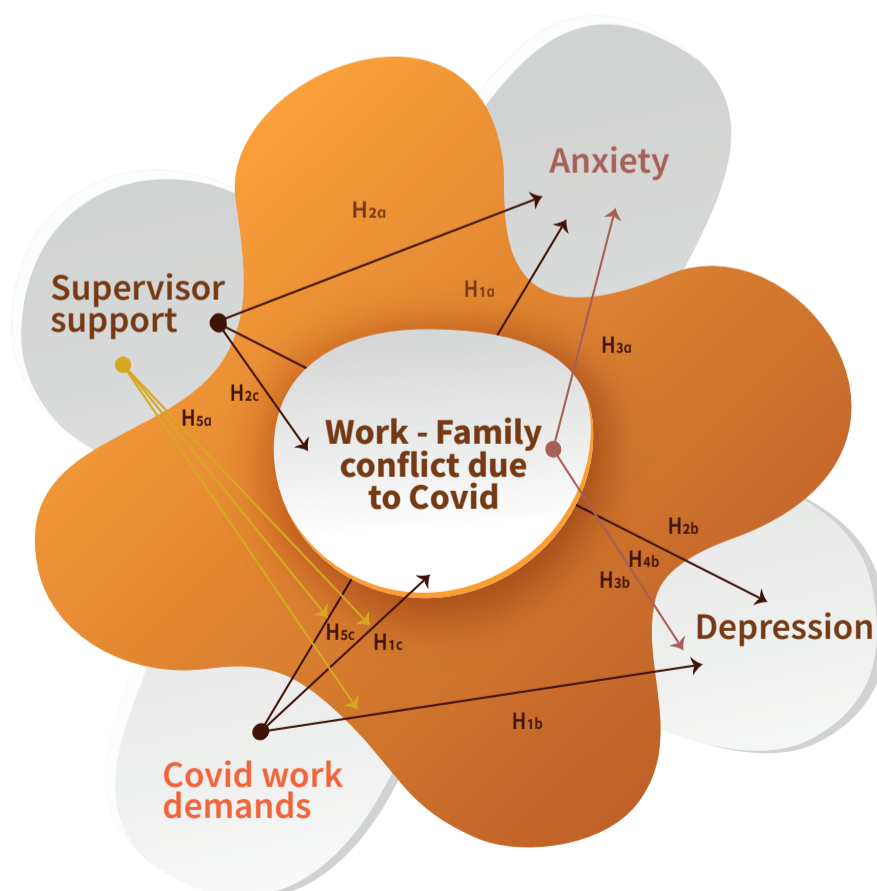 Anxiety
H2a
Supervisor
support
H1a
H3a
H2c
H5a
Work - Family
conflict due
to Covid
H2b
H4b
H3b
H5c
H1c
Depression
H1b
Covid work
demands